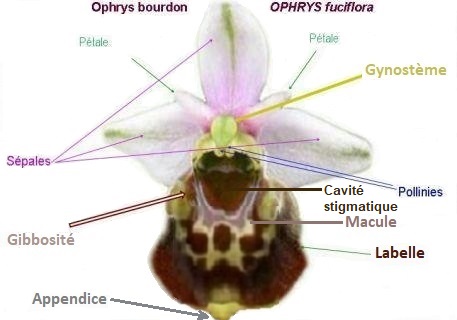 Ophrys bourdon
OPHRYS fuciflora
Pétale
Pétale
Gynostème
Sépales
Pollinies
Cavité
stigmatique
Macule
Gibbosité
Labelle
Appendice